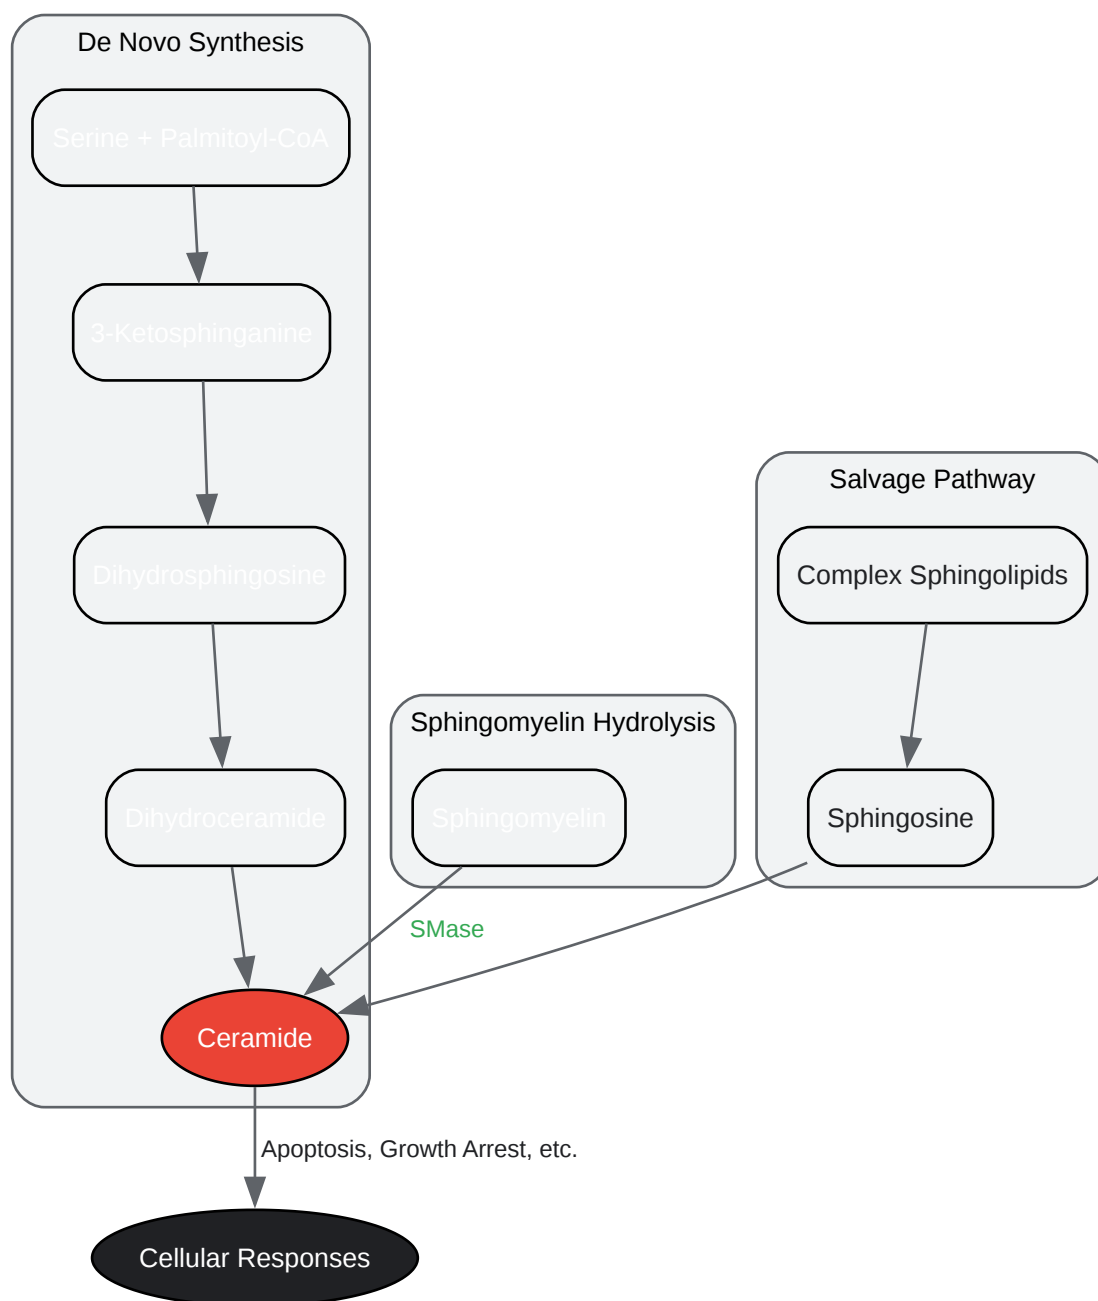 De Novo Synthesis
Serine + Palmitoyl-CoA
3-Ketosphinganine
Dihydrosphingosine
Dihydroceramide
Sphingomyelin Hydrolysis
Sphingomyelin
SMase
Salvage Pathway
Complex Sphingolipids
Sphingosine
Ceramide
Apoptosis, Growth Arrest, etc.
Cellular Responses